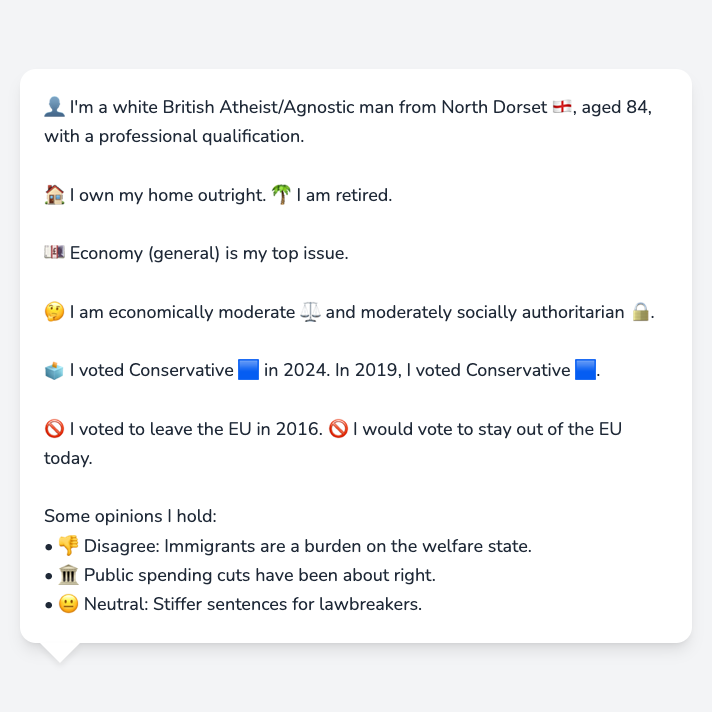 👤 I'm a white British Atheist/Agnostic man from North Dorset 🏴󠁧󠁢󠁥󠁮󠁧󠁿, aged 84,
with a professional qualification.
🏠 I own my home outright. 🌴 I am retired.
💷 Economy (general) is my top issue.
🤔 I am economically moderate ⚖️ and moderately socially authoritarian 🔒.
🗳️ I voted Conservative 🟦 in 2024. In 2019, I voted Conservative 🟦.
🚫 I voted to leave the EU in 2016. 🚫 I would vote to stay out of the EU
today.
Some opinions I hold:
• 👎 Disagree: Immigrants are a burden on the welfare state.
• 🏛️ Public spending cuts have been about right.
• 😐 Neutral: Stiffer sentences for lawbreakers.